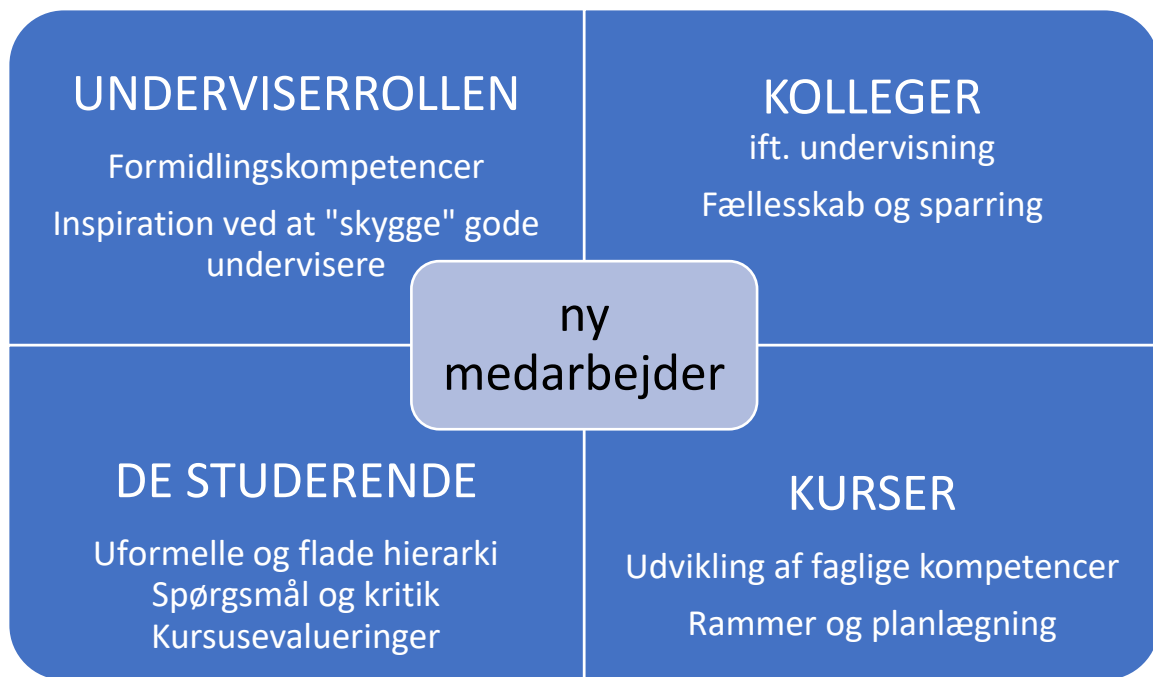 UNDERVISERROLLEN
Formidlingskompetencer
Inspiration ved at "skygge" gode
undervisere
KOLLEGER
ift. undervisning
Fællesskab og sparring
ny
medarbejder
DE STUDERENDE
Uformelle og flade hierarki
Spørgsmål og kritik
Kursusevalueringer
KURSER
Udvikling af faglige kompetencer
Rammer og planlægning